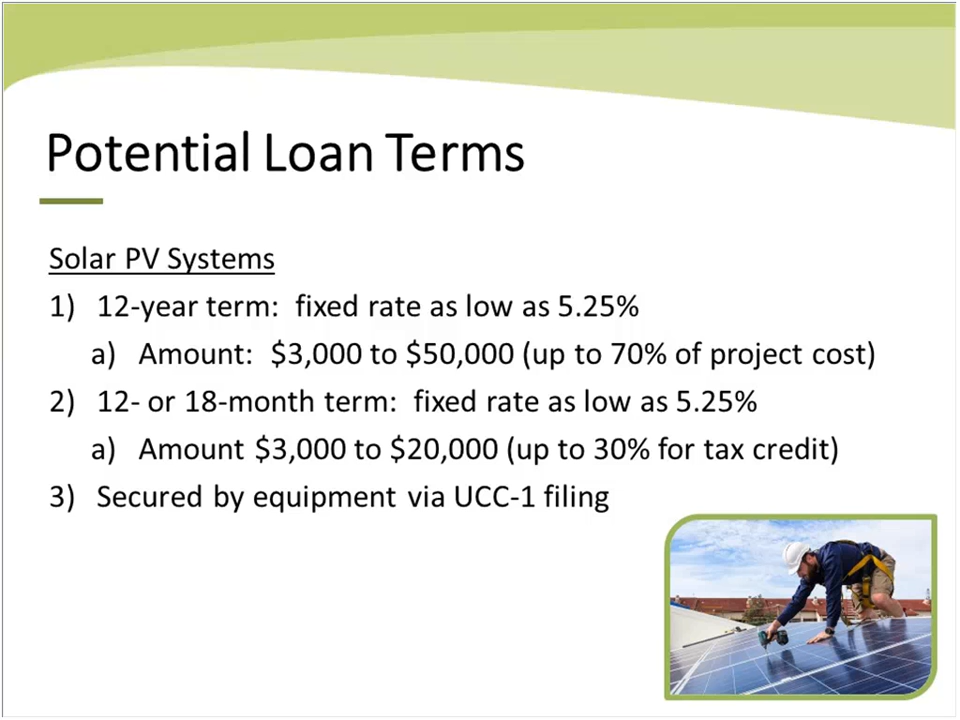 Potential Loan Terms
Solar PV Systems
1) 12-year term: fixed rate as low as 5.25%
a) Amount: $3,000 to $50,000 (up to 70% of project cost)
2) 12- or 18-month term: fixed rate as low as 5.25%
a) Amount $3,000 to $20,000 (up to 30% for tax credit)
3) Secured by equipment via UCC-1 filing